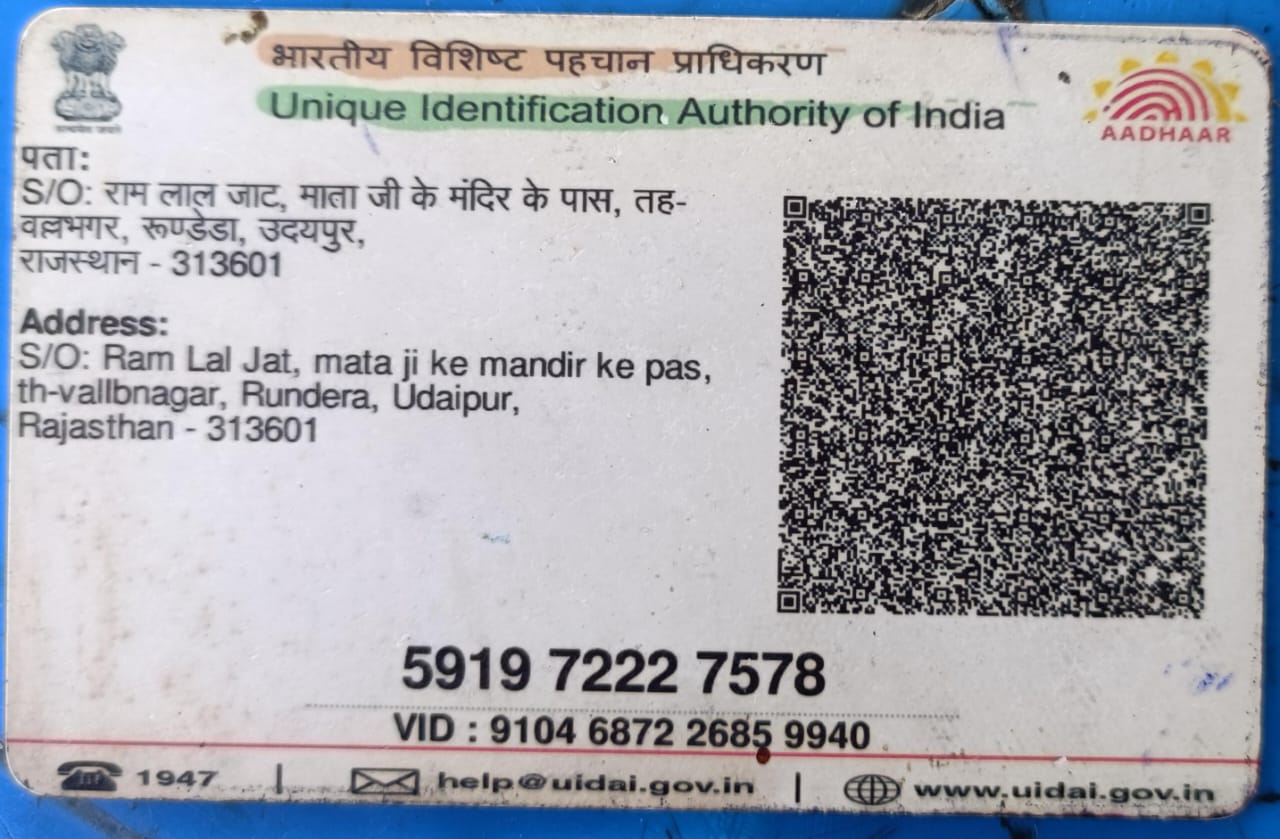 भारतीय विशिष्ट पहचान प्राधिकरण
Unique Identification Authority of India
AADHAAR
पता:
S/O: राम लाल जाट, माता जी के मंदिर के पास, तह-
वल्लभगर, रूण्डेडा, उदयपुर,
राजस्थान - 313601
Address:
S/O: Ram Lal Jat, mata ji ke mandir ke pas,
th-vallbnagar, Rundera, Udaipur,
Rajasthan - 313601
5919 7222 7578
VID : 9104 6872 2685 9940
1947 | help@uidai.gov.in | www.uidai.gov.in